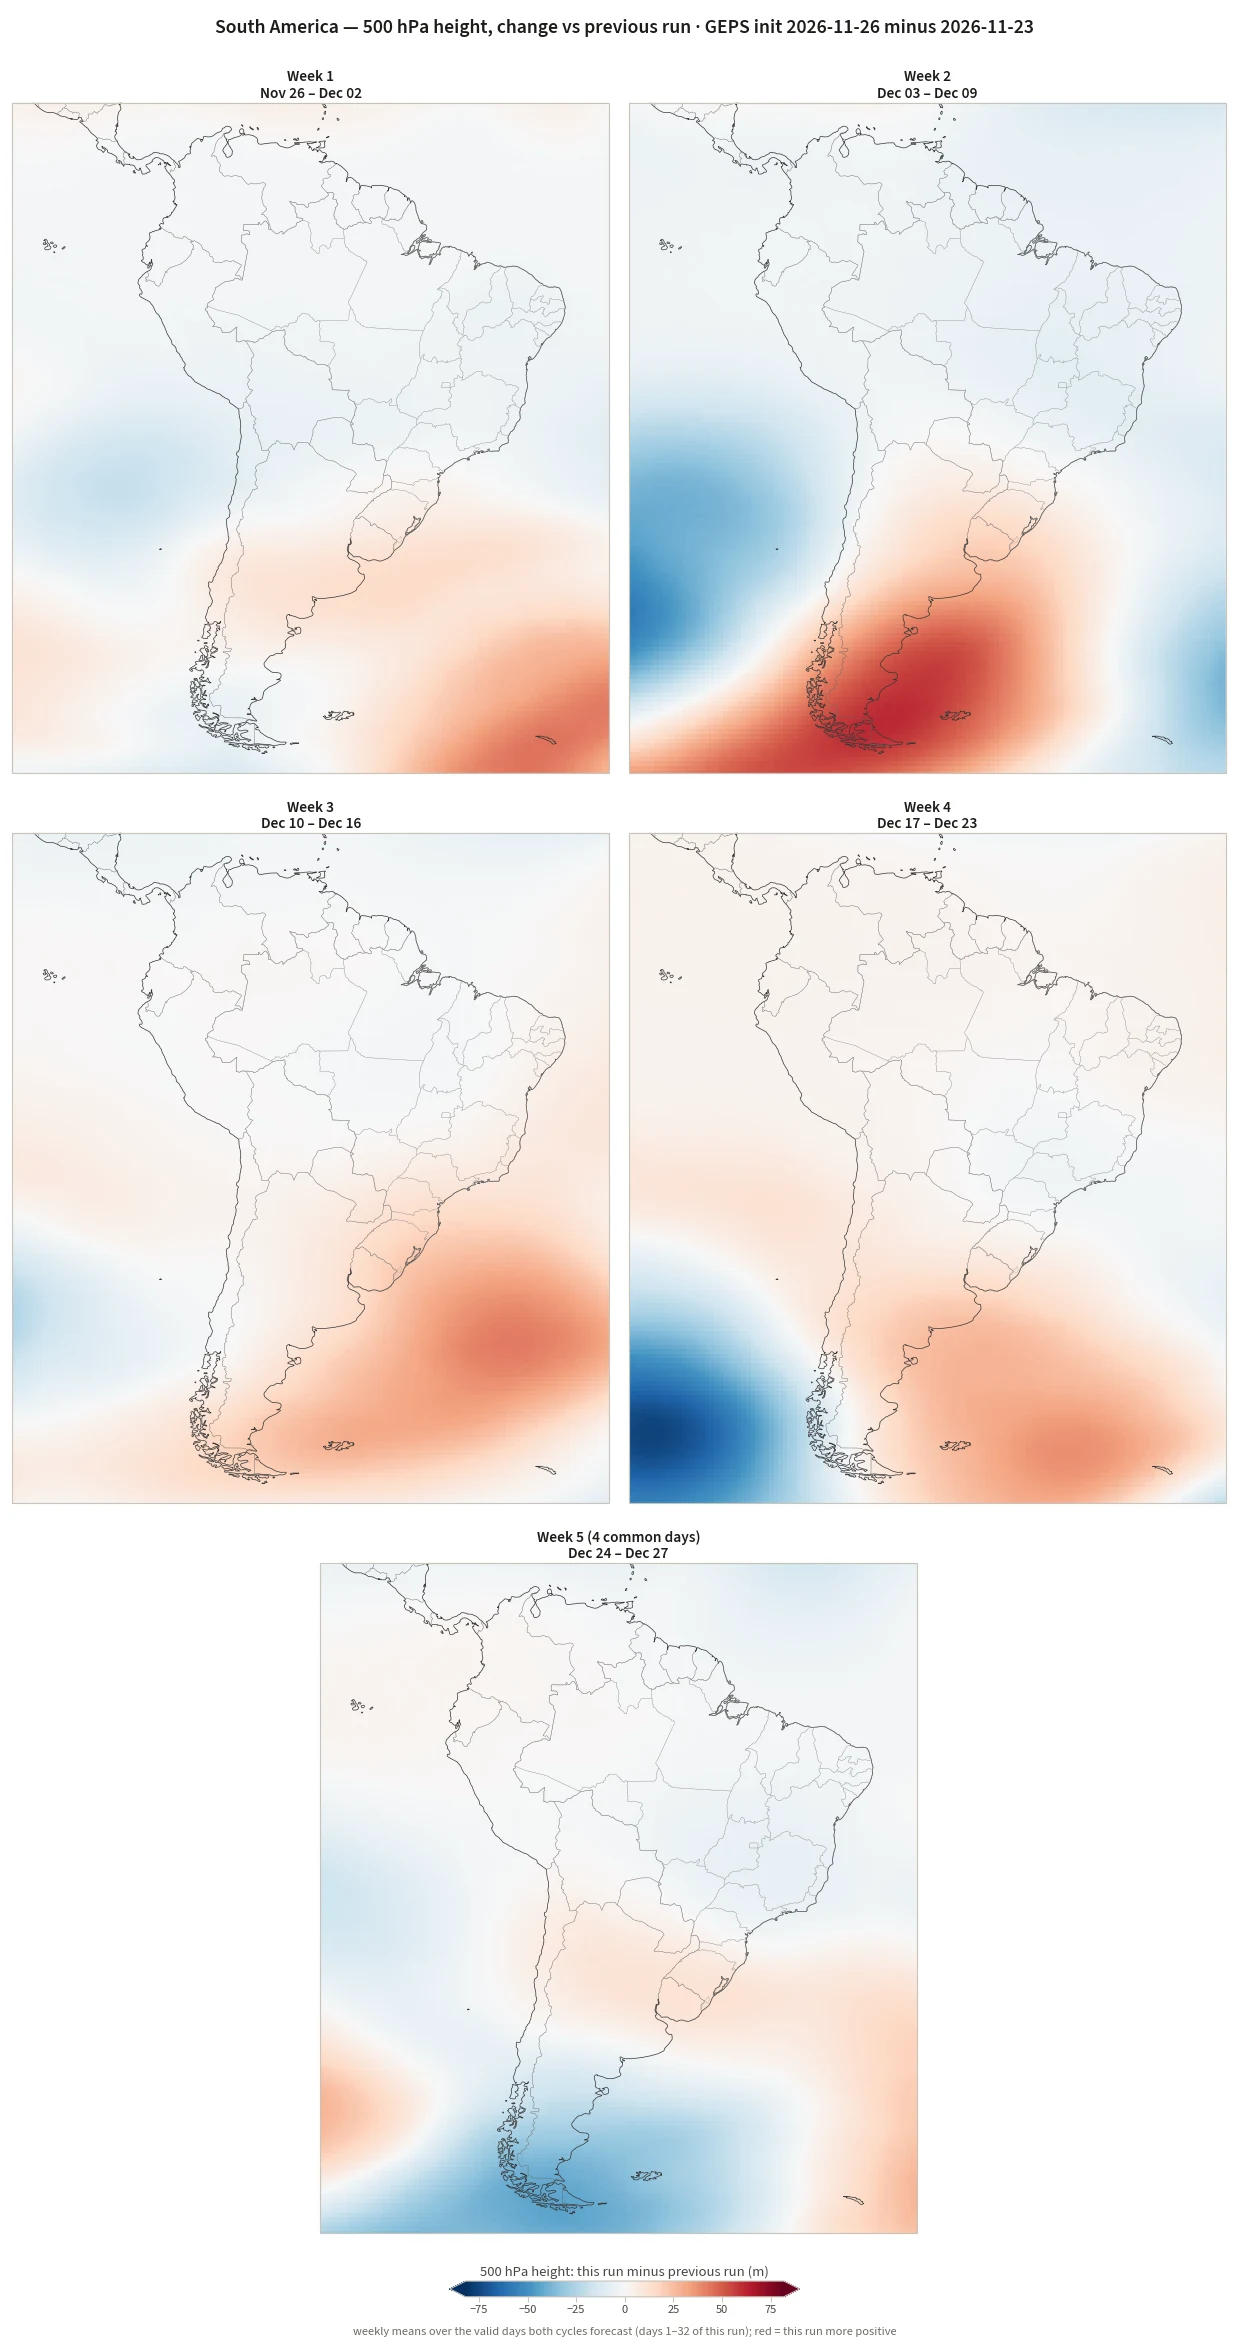 South America — 500 hPa height, change vs previous run · GEPS init 2026-11-26 minus 2026-11-23
Week 1
Nov 26 – Dec 02
Week 2
Dec 03 – Dec 09
Week 3
Dec 10 – Dec 16
Week 4
Dec 17 – Dec 23
Week 5 (4 common days)
Dec 24 – Dec 27
500 hPa height: this run minus previous run (m)
−75 −50 −25 0 25 50 75
weekly means over the valid days both cycles forecast (days 1–32 of this run); red = this run more positive